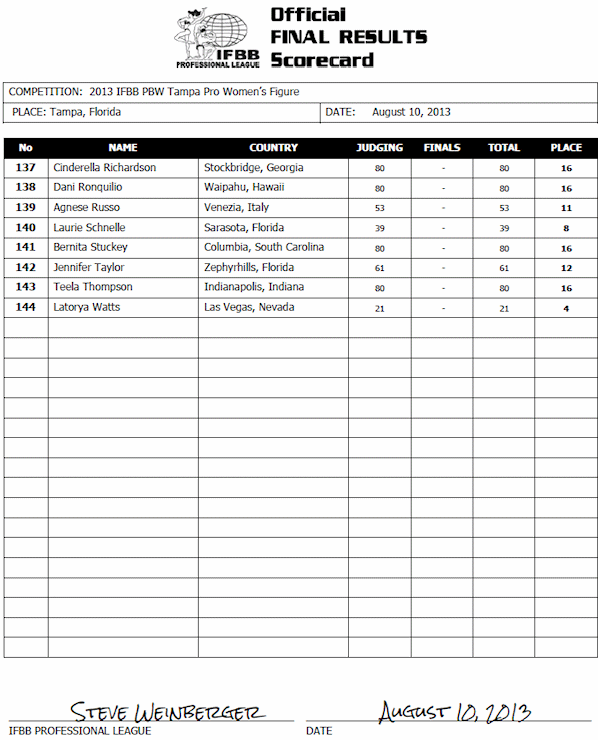 Official
FINAL RESULTS
Scorecard
IFBB
PROFESSIONAL LEAGUE
COMPETITION: 2013 IFBB PBW Tampa Pro Women's Figure
PLACE: Tampa, Florida DATE: August 10, 2013
No NAME COUNTRY JUDGING FINALS TOTAL PLACE
137 Cinderella Richardson Stockbridge, Georgia 80 - 80 16
138 Dani Ronquilio Waipahu, Hawaii 80 - 80 16
139 Agnese Russo Venezia, Italy 53 - 53 11
140 Laurie Schnelle Sarasota, Florida 39 - 39 8
141 Bernita Stuckey Columbia, South Carolina 80 - 80 16
142 Jennifer Taylor Zephyrhills, Florida 61 - 61 12
143 Teela Thompson Indianapolis, Indiana 80 - 80 16
144 Latorya Watts Las Vegas, Nevada 21 - 21 4
STEVE WEINBERGER AUGUST 10, 2013
IFBB PROFESSIONAL LEAGUE DATE